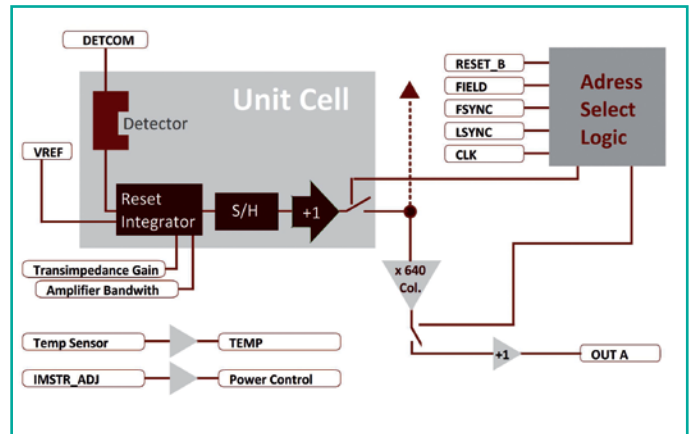 DETCOM
Unit Cell
Detector
VREF
Reset
Integrator
S/H
+1
Transimpedance Gain
Amplifier Bandwith
RESET_B
FIELD
FSYNC
LSYNC
CLK
Adress
Select
Logic
x 640
Col.
+1
OUT A
Temp Sensor
TEMP
IMSTR_ADJ
Power Control